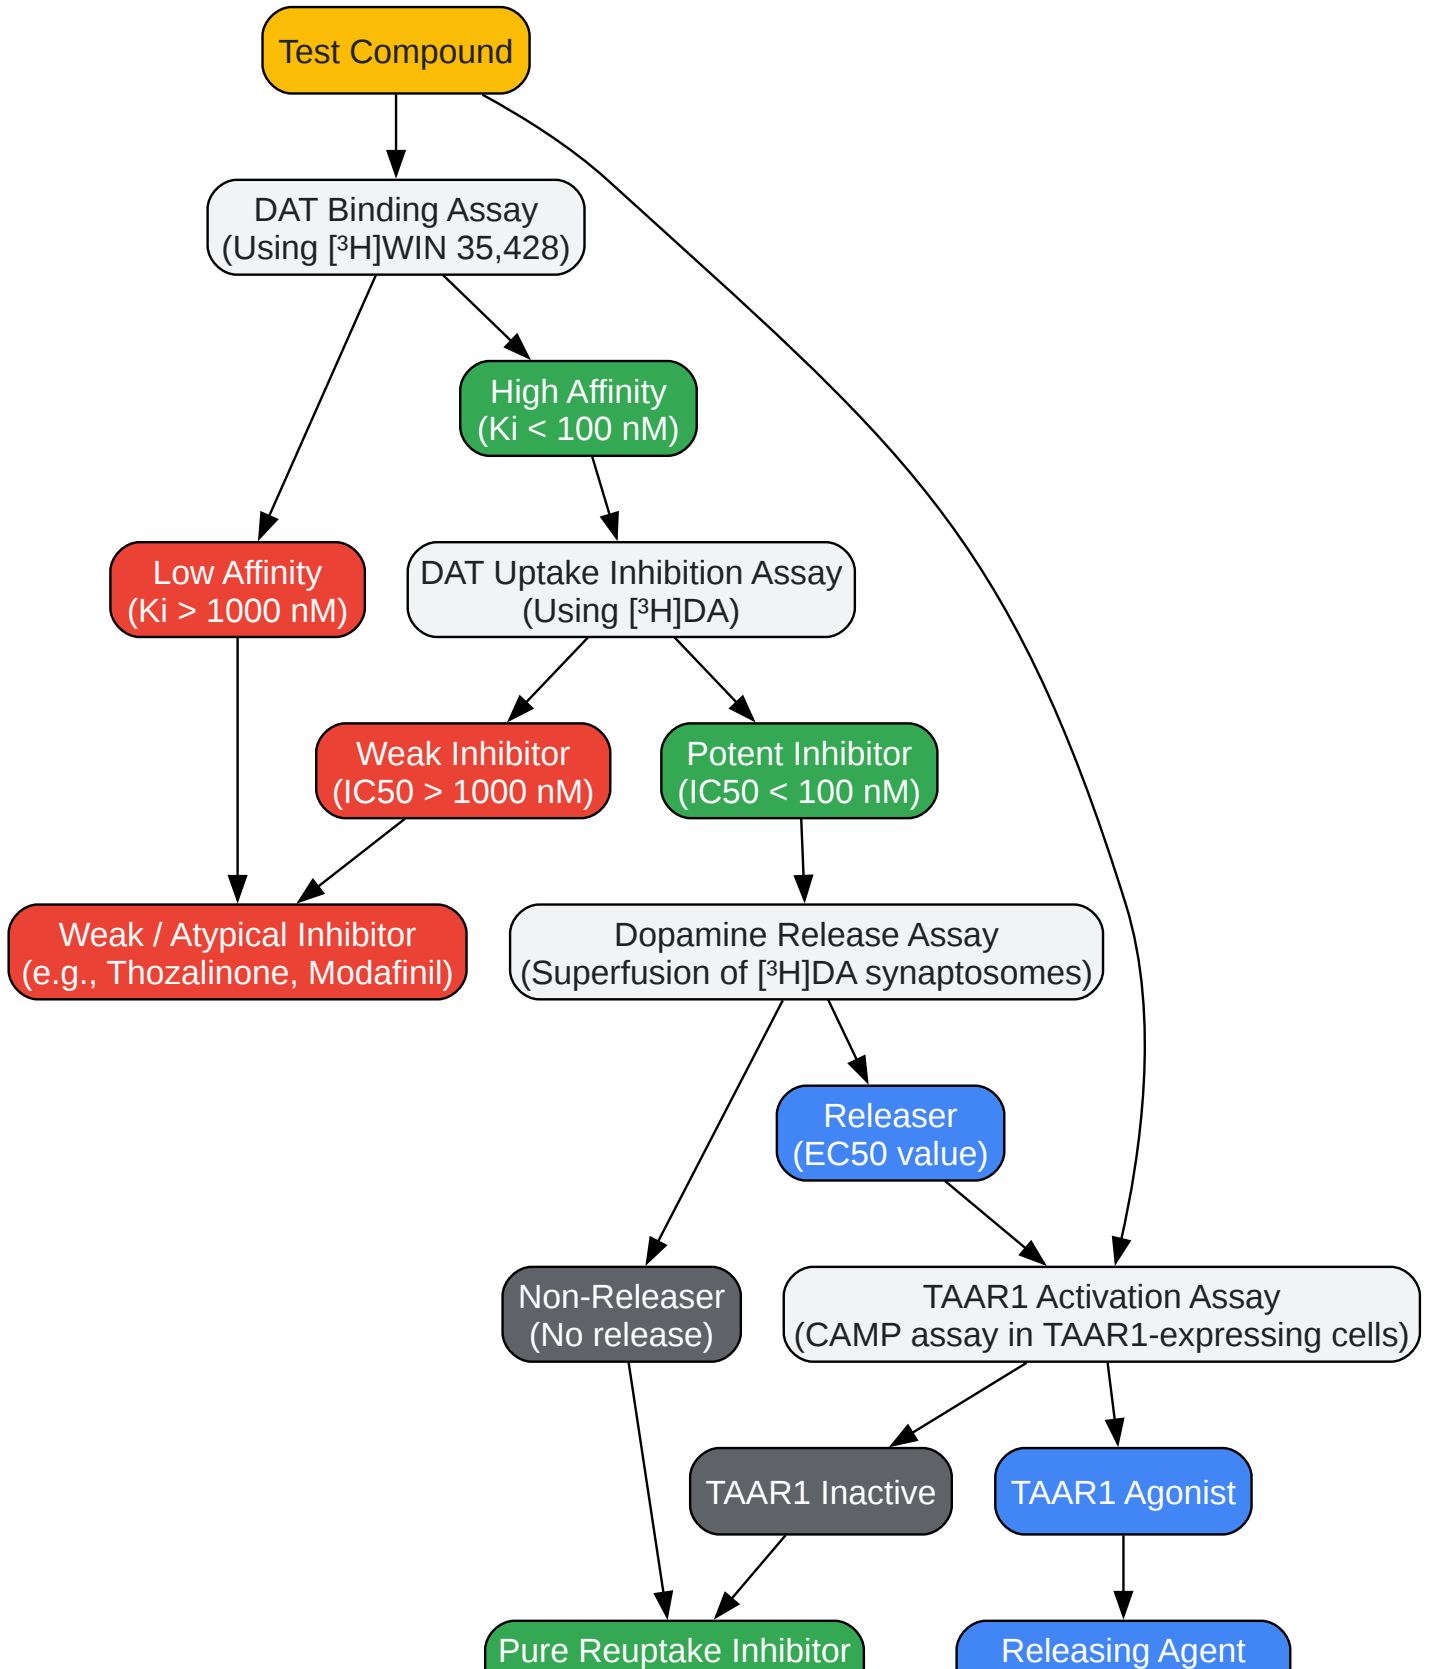 Test Compound
DAT Binding Assay
(Using [³H]WIN 35,428)
High Affinity
(Ki < 100 nM)
Low Affinity
(Ki > 1000 nM)
DAT Uptake Inhibition Assay
(Using [³H]DA)
Weak Inhibitor
(IC50 > 1000 nM)
Potent Inhibitor
(IC50 < 100 nM)
Weak / Atypical Inhibitor
(e.g., Thozalinone, Modafinil)
Dopamine Release Assay
(Superfusion of [³H]DA synaptosomes)
Releaser
(EC50 value)
Non-Releaser
(No release)
TAAR1 Activation Assay
(CAMP assay in TAAR1-expressing cells)
TAAR1 Inactive
TAAR1 Agonist
Pure Reuptake Inhibitor
Releasing Agent